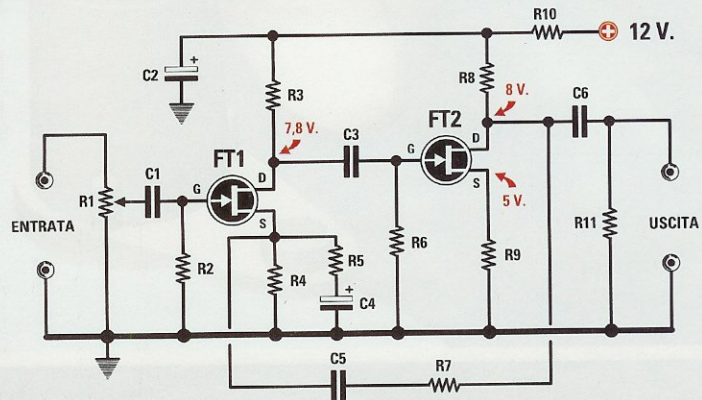 R10
12 V.
C2
R3
R8
8 V.
C6
7,8 V.
C3
FT2
FT1
D
G
D
C1
G
S
5 V.
R1
ENTRATA
S
R6
R11
USCITA
R2
R4
R5
R9
C4
C5
R7